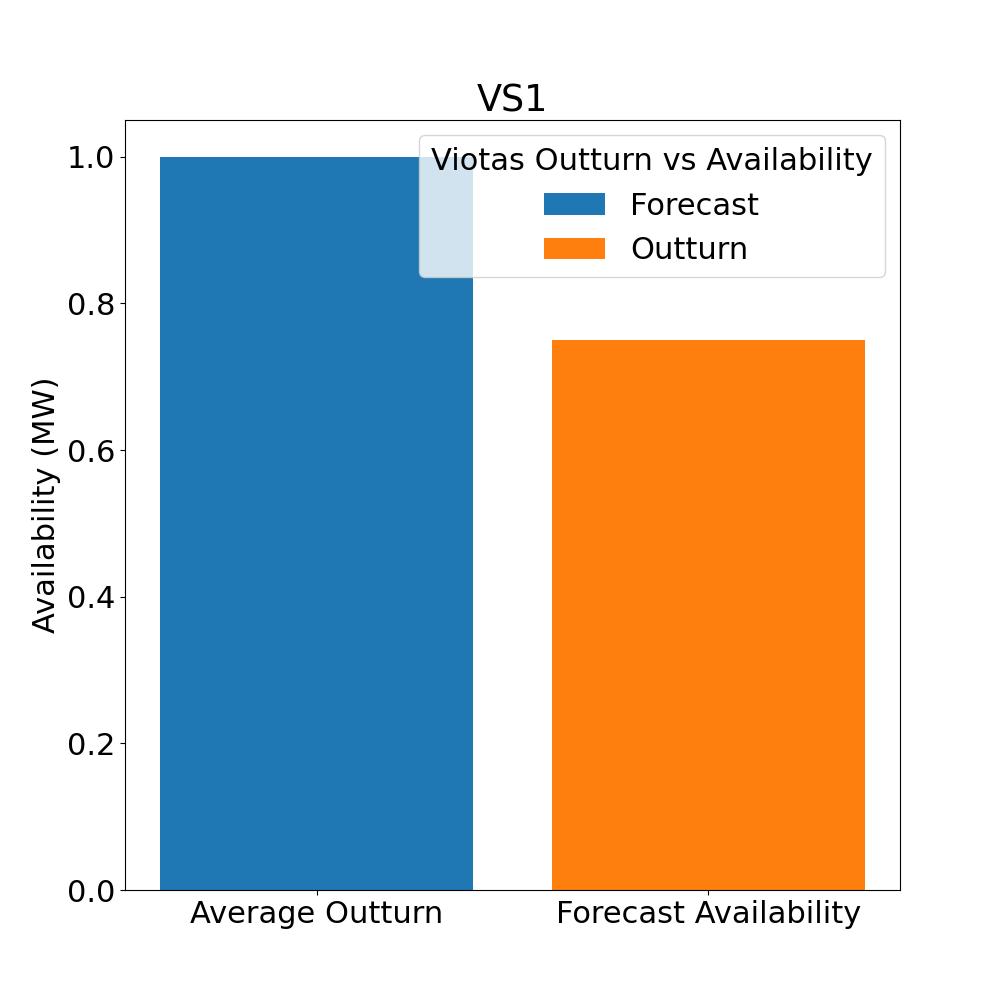 VS1
Viotas Outturn vs Availability
Forecast
Outturn
Availability (MW)
1.0
0.8
0.6
0.4
0.2
0.0
Average Outturn
Forecast Availability